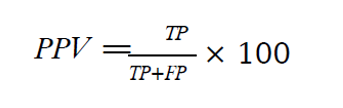 PPV = TP/TP+FP × 100